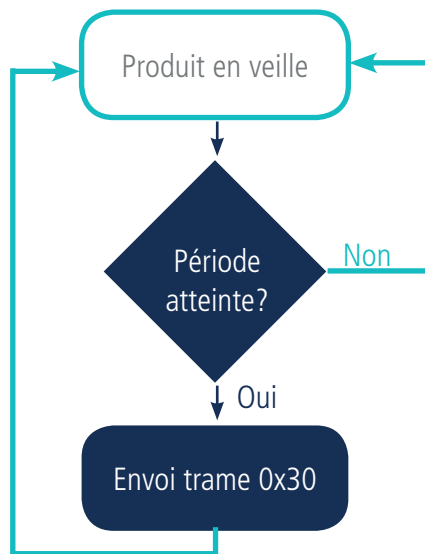 Produit en veille
Période
atteinte?
Non
Oui
Envoi trame 0x30